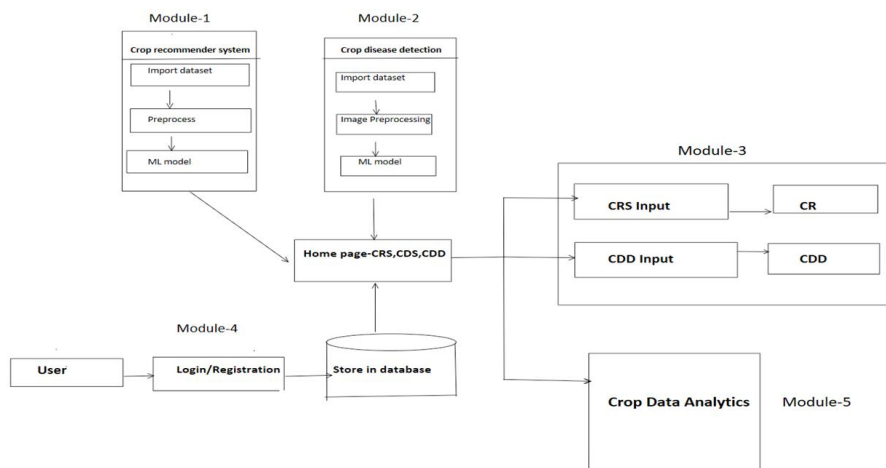 Module-1
Crop recommender system
Import dataset
Preprocess
ML model
Module-2
Crop disease detection
Import dataset
Image Preprocessing
ML model
Module-3
CRS Input
CR
CDD Input
CDD
Home page-CRS,CDS,CDD
Module-4
User
Login/Registration
Store in database
Crop Data Analytics
Module-5